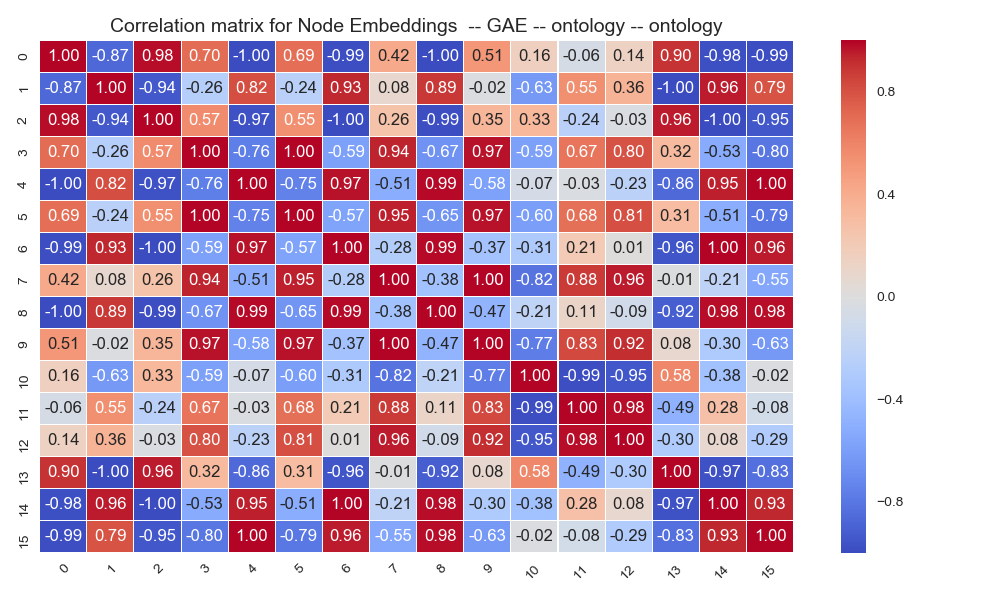 Correlation matrix for Node Embeddings -- GAE -- ontology -- ontology
0 1.00 -0.87 0.98 0.70 -1.00 0.69 -0.99 0.42 -1.00 0.51 0.16 -0.06 0.14 0.90 -0.98 -0.99
1 -0.87 1.00 -0.94 -0.26 0.82 -0.24 0.93 0.08 0.89 -0.02 -0.63 0.55 0.36 -1.00 0.96 0.79
2 0.98 -0.94 1.00 0.57 -0.97 0.55 -1.00 0.26 -0.99 0.35 0.33 -0.24 -0.03 0.96 -1.00 -0.95
3 0.70 -0.26 0.57 1.00 -0.76 1.00 -0.59 0.94 -0.67 0.97 -0.59 0.67 0.80 0.32 -0.53 -0.80
4 -1.00 0.82 -0.97 -0.76 1.00 -0.75 0.97 -0.51 0.99 -0.58 -0.07 -0.03 -0.23 -0.86 0.95 1.00
5 0.69 -0.24 0.55 1.00 -0.75 1.00 -0.57 0.95 -0.65 0.97 -0.60 0.68 0.81 0.31 -0.51 -0.79
6 -0.99 0.93 -1.00 -0.59 0.97 -0.57 1.00 -0.28 0.99 -0.37 -0.31 0.21 0.01 -0.96 1.00 0.96
7 0.42 0.08 0.26 0.94 -0.51 0.95 -0.28 1.00 -0.38 1.00 -0.82 0.88 0.96 -0.01 -0.21 -0.55
8 -1.00 0.89 -0.99 -0.67 0.99 -0.65 0.99 -0.38 1.00 -0.47 -0.21 0.11 -0.09 -0.92 0.98 0.98
9 0.51 -0.02 0.35 0.97 -0.58 0.97 -0.37 1.00 -0.47 1.00 -0.77 0.83 0.92 0.08 -0.30 -0.63
10 0.16 -0.63 0.33 -0.59 -0.07 -0.60 -0.31 -0.82 -0.21 -0.77 1.00 -0.99 -0.95 0.58 -0.38 -0.02
11 -0.06 0.55 -0.24 0.67 -0.03 0.68 0.21 0.88 0.11 0.83 -0.99 1.00 0.98 -0.49 0.28 -0.08
12 0.14 0.36 -0.03 0.80 -0.23 0.81 0.01 0.96 -0.09 0.92 -0.95 0.98 1.00 -0.30 0.08 -0.29
13 0.90 -1.00 0.96 0.32 -0.86 0.31 -0.96 -0.01 -0.92 0.08 0.58 -0.49 -0.30 1.00 -0.97 -0.83
14 -0.98 0.96 -1.00 -0.53 0.95 -0.51 1.00 -0.21 0.98 -0.30 -0.38 0.28 0.08 -0.97 1.00 0.93
15 -0.99 0.79 -0.95 -0.80 1.00 -0.79 0.96 -0.55 0.98 -0.63 -0.02 -0.08 -0.29 -0.83 0.93 1.00
0 1 2 3 4 5 6 7 8 9 10 11 12 13 14 15
0.8
0.4
0.0
−0.4
−0.8